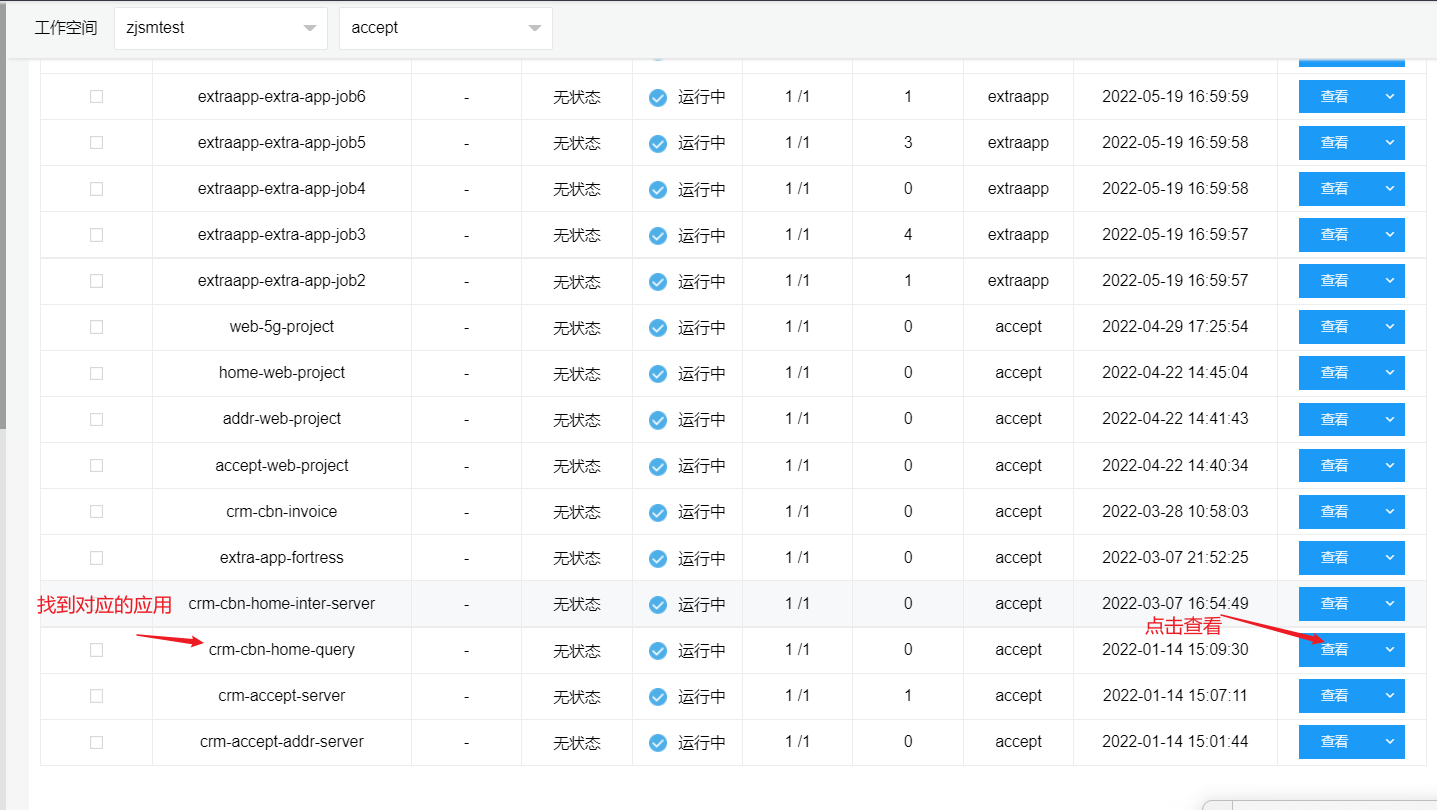 工作空间 zjsmtest accept
extraapp-extra-app-job6 - 无状态 运行中 1 /1 1 extraapp 2022-05-19 16:59:59 查看
extraapp-extra-app-job5 - 无状态 运行中 1 /1 3 extraapp 2022-05-19 16:59:58 查看
extraapp-extra-app-job4 - 无状态 运行中 1 /1 0 extraapp 2022-05-19 16:59:58 查看
extraapp-extra-app-job3 - 无状态 运行中 1 /1 4 extraapp 2022-05-19 16:59:57 查看
extraapp-extra-app-job2 - 无状态 运行中 1 /1 1 extraapp 2022-05-19 16:59:57 查看
web-5g-project - 无状态 运行中 1 /1 0 accept 2022-04-29 17:25:54 查看
home-web-project - 无状态 运行中 1 /1 0 accept 2022-04-22 14:45:04 查看
addr-web-project - 无状态 运行中 1 /1 0 accept 2022-04-22 14:41:43 查看
accept-web-project - 无状态 运行中 1 /1 0 accept 2022-04-22 14:40:34 查看
crm-cbn-invoice - 无状态 运行中 1 /1 0 accept 2022-03-28 10:58:03 查看
extra-app-fortress - 无状态 运行中 1 /1 0 accept 2022-03-07 21:52:25 查看
找到对应的应用 crm-cbn-home-inter-server - 无状态 运行中 1 /1 0 accept 2022-03-07 16:54:49 查看
点击查看
crm-cbn-home-query - 无状态 运行中 1 /1 0 accept 2022-01-14 15:09:30 查看
crm-accept-server - 无状态 运行中 1 /1 1 accept 2022-01-14 15:07:11 查看
crm-accept-addr-server - 无状态 运行中 1 /1 0 accept 2022-01-14 15:01:44 查看